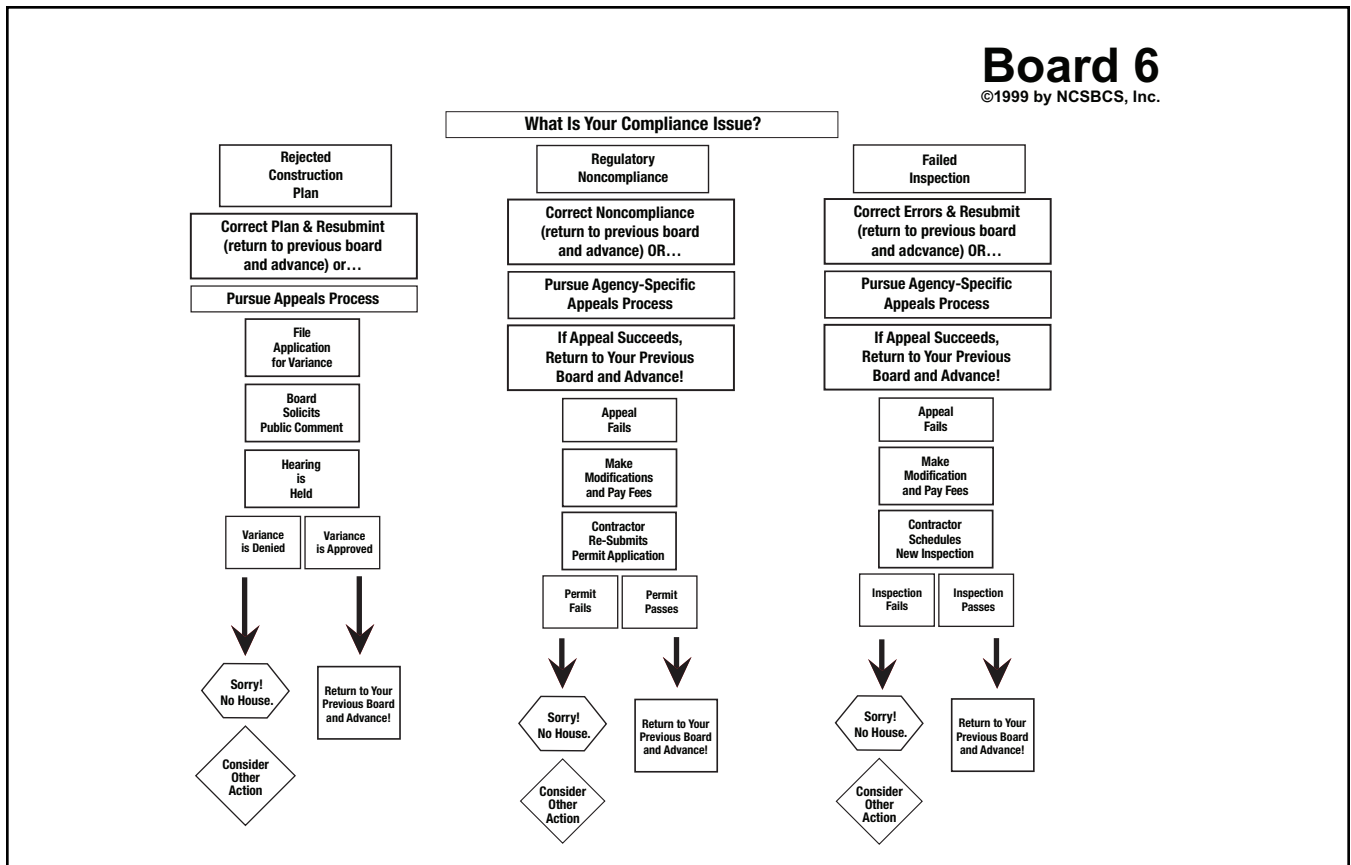 Board 6
©1999 by NCSBCS, Inc.
What Is Your Compliance Issue?
Rejected
Construction
Plan
Correct Plan & Resubmint
(return to previous board
and advance) or…
Pursue Appeals Process
File
Application
for Variance
Board
Solicits
Public Comment
Hearing
is
Held
Variance
is Denied
Variance
is Approved
Sorry!
No House.
Return to Your
Previous Board
and Advance!
Consider
Other
Action
Regulatory
Noncompliance
Correct Noncompliance
(return to previous board
and advance) OR…
Pursue Agency-Specific
Appeals Process
If Appeal Succeeds,
Return to Your Previous
Board and Advance!
Appeal
Fails
Make
Modifications
and Pay Fees
Contractor
Re-Submits
Permit Application
Permit
Fails
Permit
Passes
Sorry!
No House.
Return to Your
Previous Board
and Advance!
Consider
Other
Action
Failed
Inspection
Correct Errors & Resubmit
(return to previous board
and adcvance) OR…
Pursue Agency-Specific
Appeals Process
If Appeal Succeeds,
Return to Your Previous
Board and Advance!
Appeal
Fails
Make
Modification
and Pay Fees
Contractor
Schedules
New Inspection
Inspection
Fails
Inspection
Passes
Sorry!
No House.
Return to Your
Previous Board
and Advance!
Consider
Other
Action